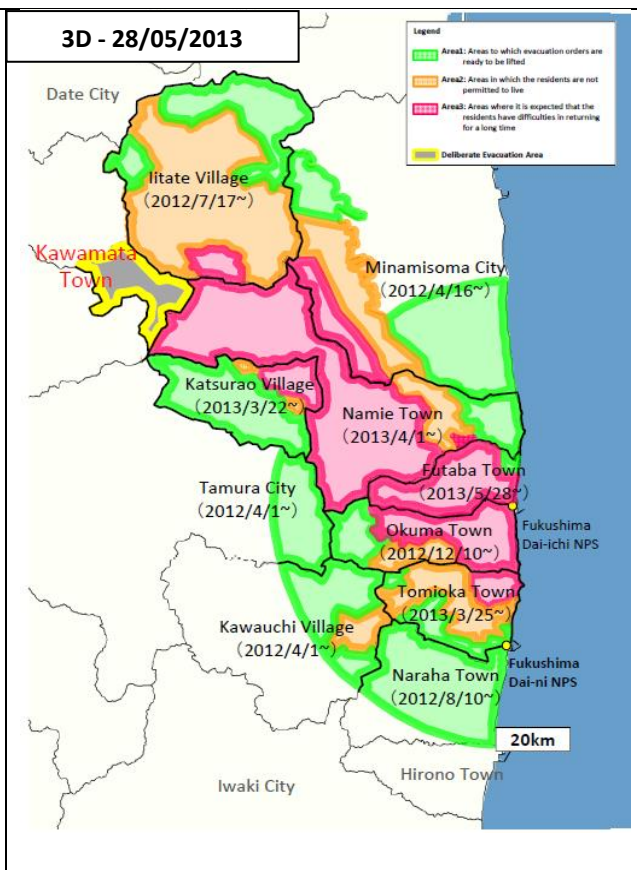 3D - 28/05/2013
Legend
Area1: Areas to which evacuation orders are
ready to be lifted
Area2: Areas in which the residents are not
permitted to live
Area3: Areas where it is expected that the
residents have difficulties in returning
for a long time
Deliberate Evacuation Area
Date City
Iitate Village
(2012/7/17~)
Kawamata
Town
Minamisoma City
(2012/4/16~)
Katsurao Village
(2013/3/22~)
Namie Town
(2013/4/1~)
Tamura City
(2012/4/1~)
Futaba Town
(2013/5/28~)
Okuma Town
(2012/12/10~)
Fukushima
Dai-ichi NPS
Tomioka Town
(2013/3/25~)
Kawauchi Village
(2012/4/1~)
Fukushima
Dai-ni NPS
Naraha Town
(2012/8/10~)
20km
Hirono Town
Iwaki City